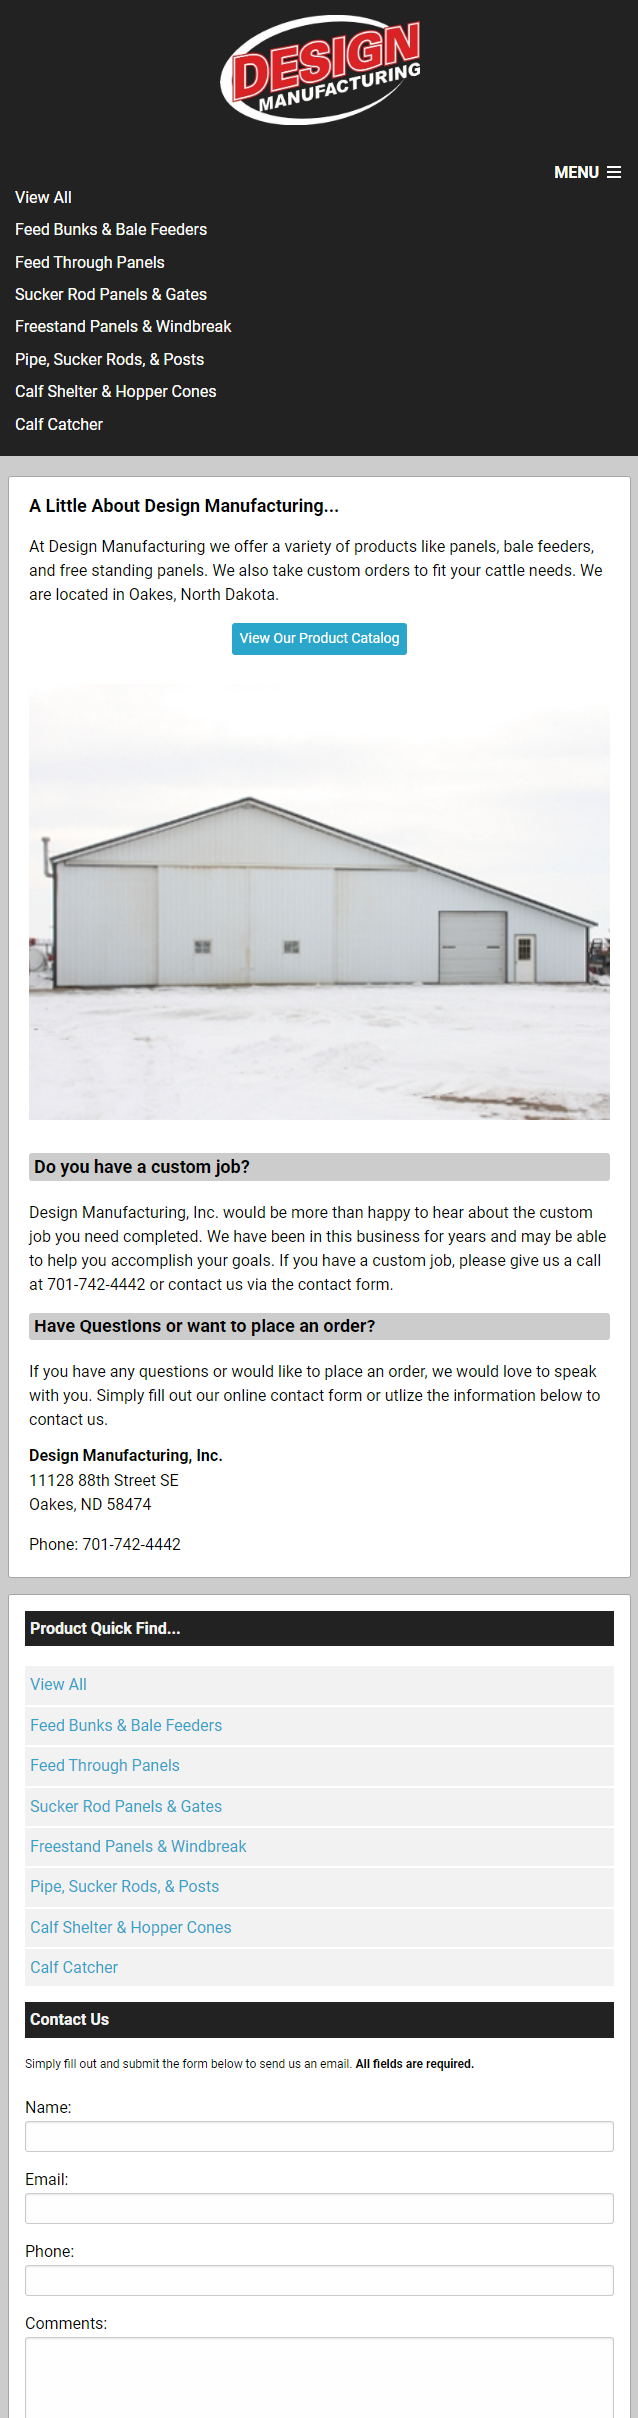 DESIGN
MANUFACTURING
MENU
View All
Feed Bunks & Bale Feeders
Feed Through Panels
Sucker Rod Panels & Gates
Freestand Panels & Windbreak
Pipe, Sucker Rods, & Posts
Calf Shelter & Hopper Cones
Calf Catcher
A Little About Design Manufacturing...
At Design Manufacturing we offer a variety of products like panels, bale feeders,
and free standing panels. We also take custom orders to fit your cattle needs. We
are located in Oakes, North Dakota.
View Our Product Catalog
Do you have a custom job?
Design Manufacturing, Inc. would be more than happy to hear about the custom
job you need completed. We have been in this business for years and may be able
to help you accomplish your goals. If you have a custom job, please give us a call
at 701-742-4442 or contact us via the contact form.
Have Questions or want to place an order?
If you have any questions or would like to place an order, we would love to speak
with you. Simply fill out our online contact form or utlize the information below to
contact us.
Design Manufacturing, Inc.
11128 88th Street SE
Oakes, ND 58474
Phone: 701-742-4442
Product Quick Find...
View All
Feed Bunks & Bale Feeders
Feed Through Panels
Sucker Rod Panels & Gates
Freestand Panels & Windbreak
Pipe, Sucker Rods, & Posts
Calf Shelter & Hopper Cones
Calf Catcher
Contact Us
Simply fill out and submit the form below to send us an email. All fields are required.
Name:
Email:
Phone:
Comments: